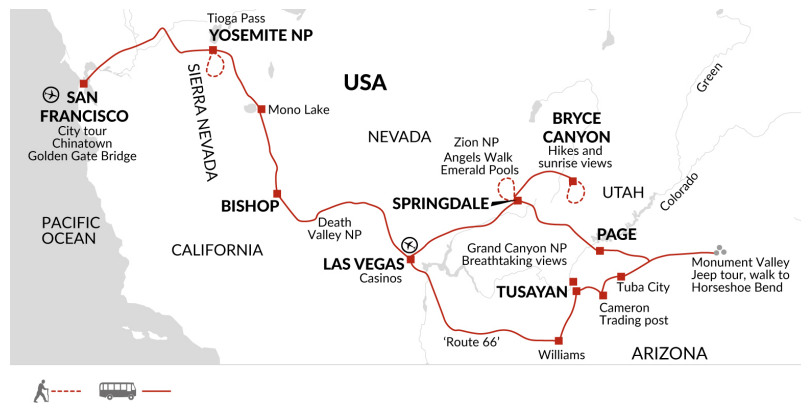 Tioga Pass
YOSEMITE NP
SAN
FRANCISCO
City tour
Chinatown
Golden Gate Bridge
SIERRA NEVADA
Mono Lake
USA
NEVADA
BISHOP
Death
Valley NP
PACIFIC
OCEAN
CALIFORNIA
LAS VEGAS
Casinos
Zion NP
Angels Walk
Emerald Pools
SPRINGDALE
BRYCE
CANYON
Hikes and
sunrise views
UTAH
Green
Colorado
PAGE
Grand Canyon NP
Breathtaking views
TUSAYAN
Monument Valley
Jeep tour, walk to
Horseshoe Bend
Tuba City
Cameron
Trading post
'Route 66'
Williams
ARIZONA